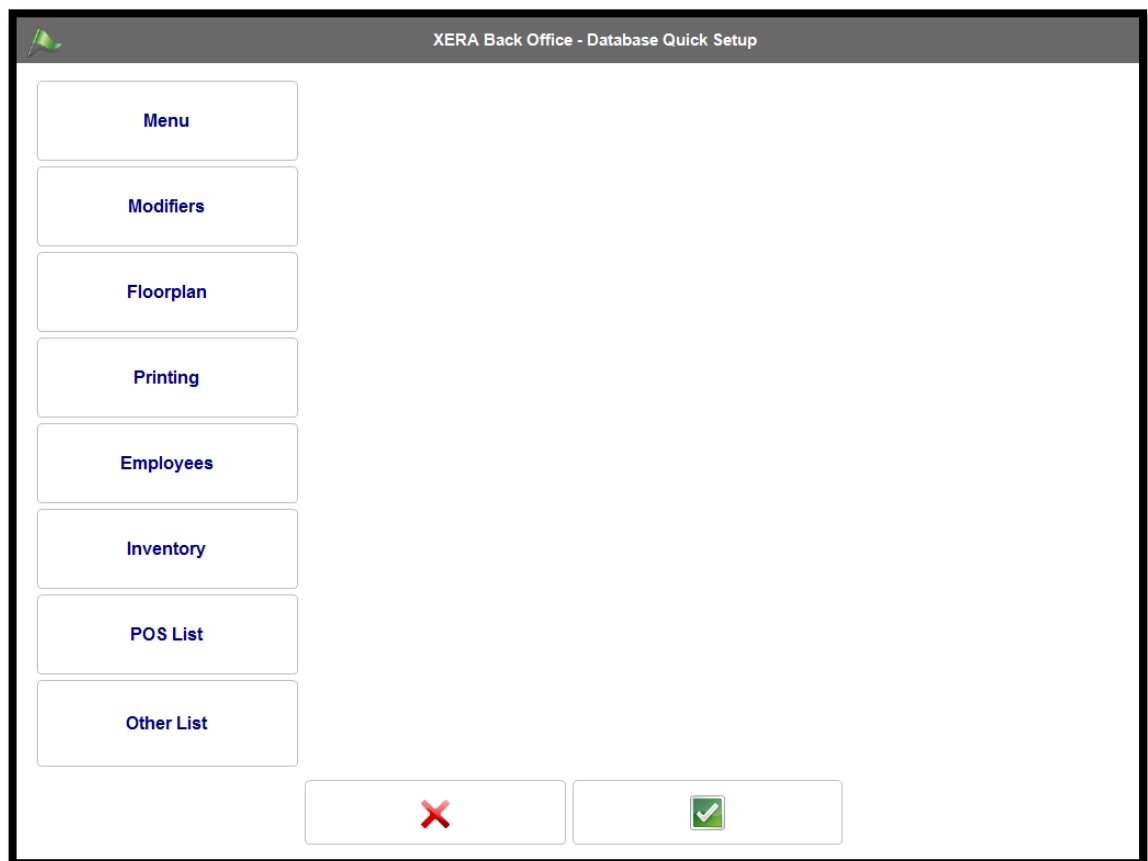 XERA Back Office - Database Quick Setup
Menu
Modifiers
Floorplan
Printing
Employees
Inventory
POS List
Other List